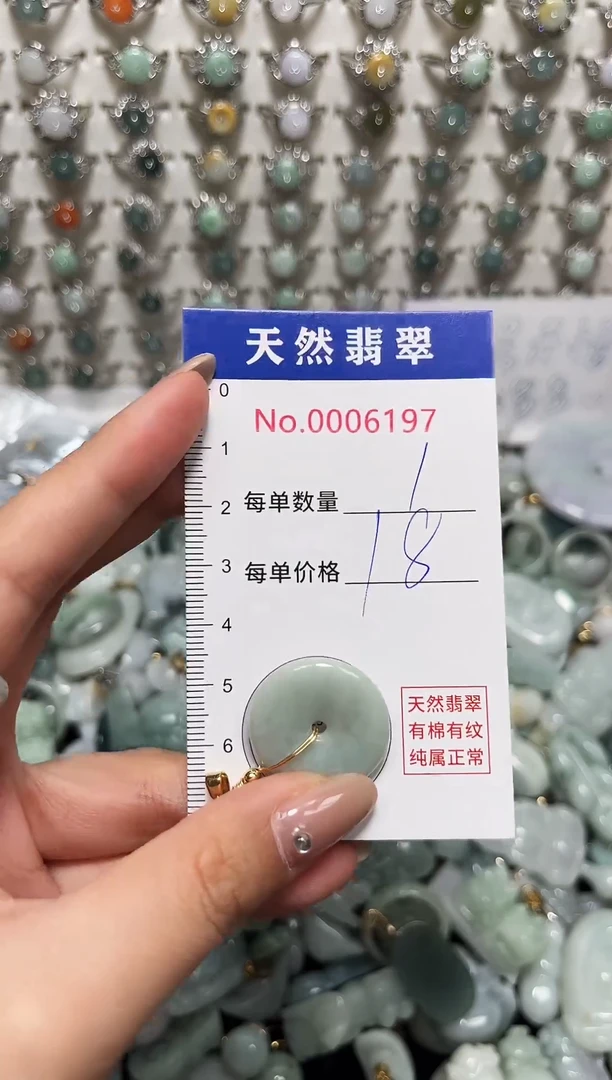 天然翡翠
0
No.0006197
1
每单数量 1
2
每单价格 18
3
4
5
6
天然翡翠
有棉有纹
纯属正常